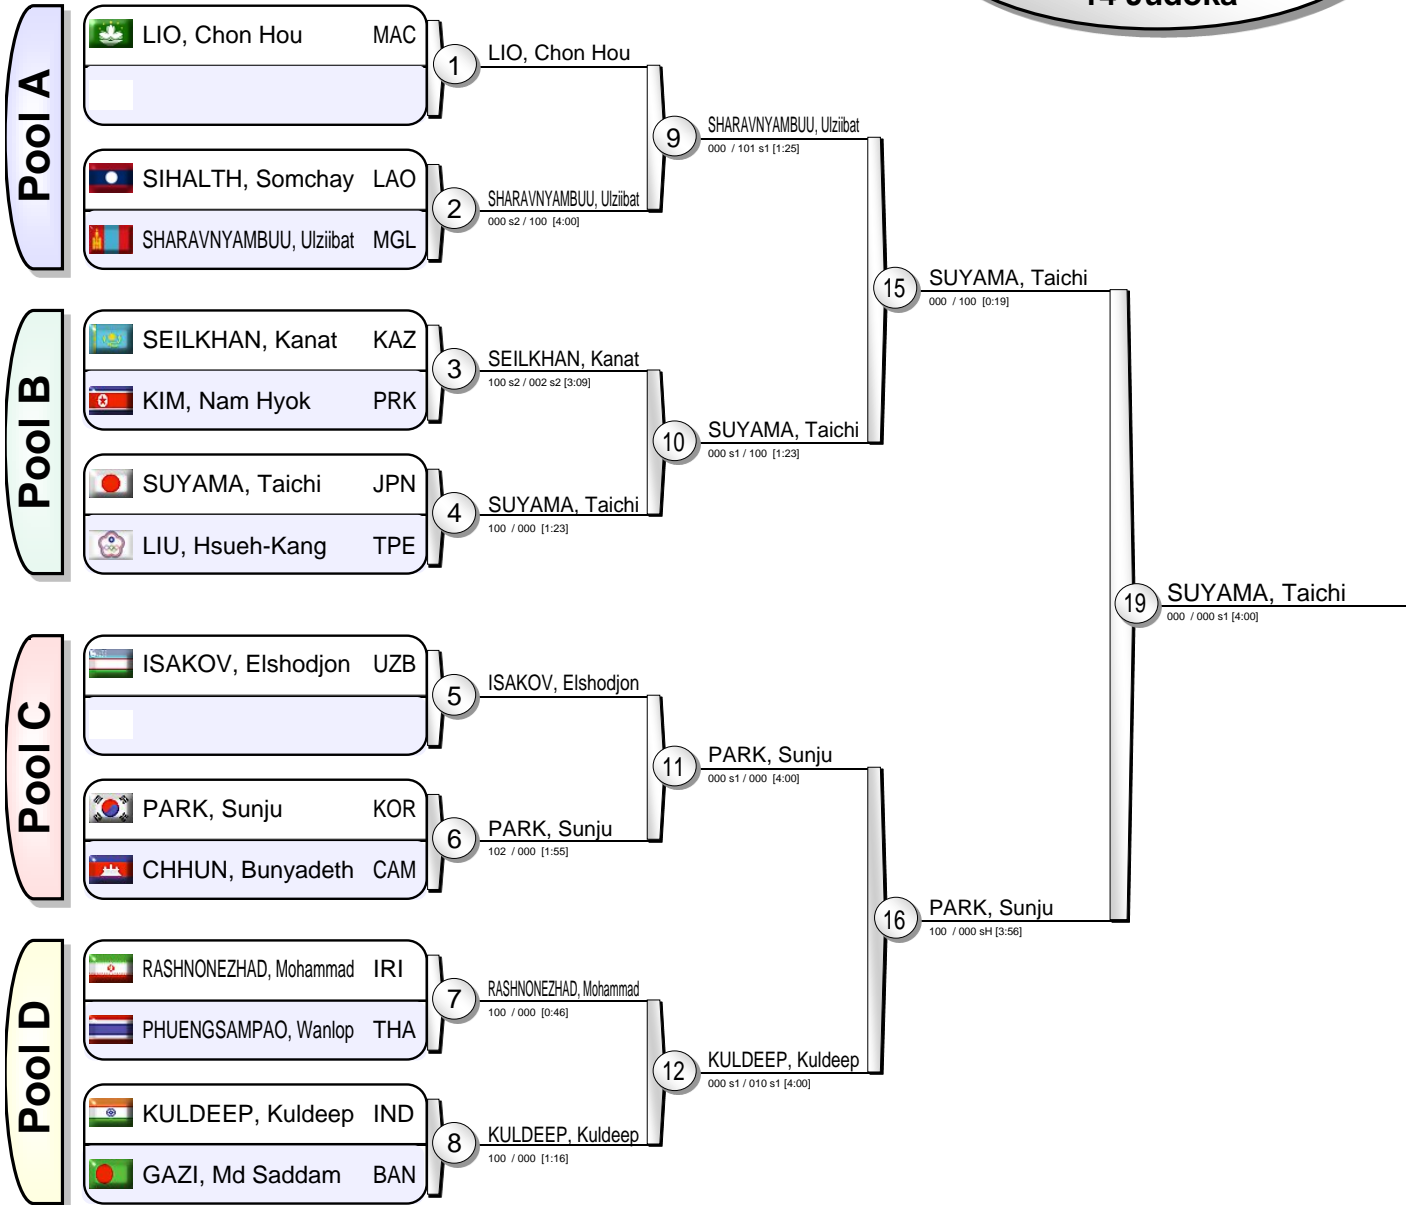 14 Judoka
Pool A
LIO, Chon Hou MAC
1
LIO, Chon Hou
SIHALTH, Somchay LAO
SHARAVNYAMBUU, Ulziibat MGL
2
SHARAVNYAMBUU, Ulziibat
000 s2 / 100 [4:00]
9
SHARAVNYAMBUU, Ulziibat
000 / 101 s1 [1:25]
Pool B
SEILKHAN, Kanat KAZ
KIM, Nam Hyok PRK
3
SEILKHAN, Kanat
100 s2 / 002 s2 [3:09]
SUYAMA, Taichi JPN
LIU, Hsueh-Kang TPE
4
SUYAMA, Taichi
100 / 000 [1:23]
10
SUYAMA, Taichi
000 s1 / 100 [1:23]
15
SUYAMA, Taichi
000 / 100 [0:19]
Pool C
ISAKOV, Elshodjon UZB
5
ISAKOV, Elshodjon
PARK, Sunju KOR
CHHUN, Bunyadeth CAM
6
PARK, Sunju
102 / 000 [1:55]
11
PARK, Sunju
000 s1 / 000 [4:00]
Pool D
RASHNONEZHAD, Mohammad IRI
PHUENGSAMPAO, Wanlop THA
7
RASHNONEZHAD, Mohammad
100 / 000 [0:46]
KULDEEP, Kuldeep IND
GAZI, Md Saddam BAN
8
KULDEEP, Kuldeep
100 / 000 [1:16]
12
KULDEEP, Kuldeep
000 s1 / 010 s1 [4:00]
16
PARK, Sunju
100 / 000 sH [3:56]
19
SUYAMA, Taichi
000 / 000 s1 [4:00]